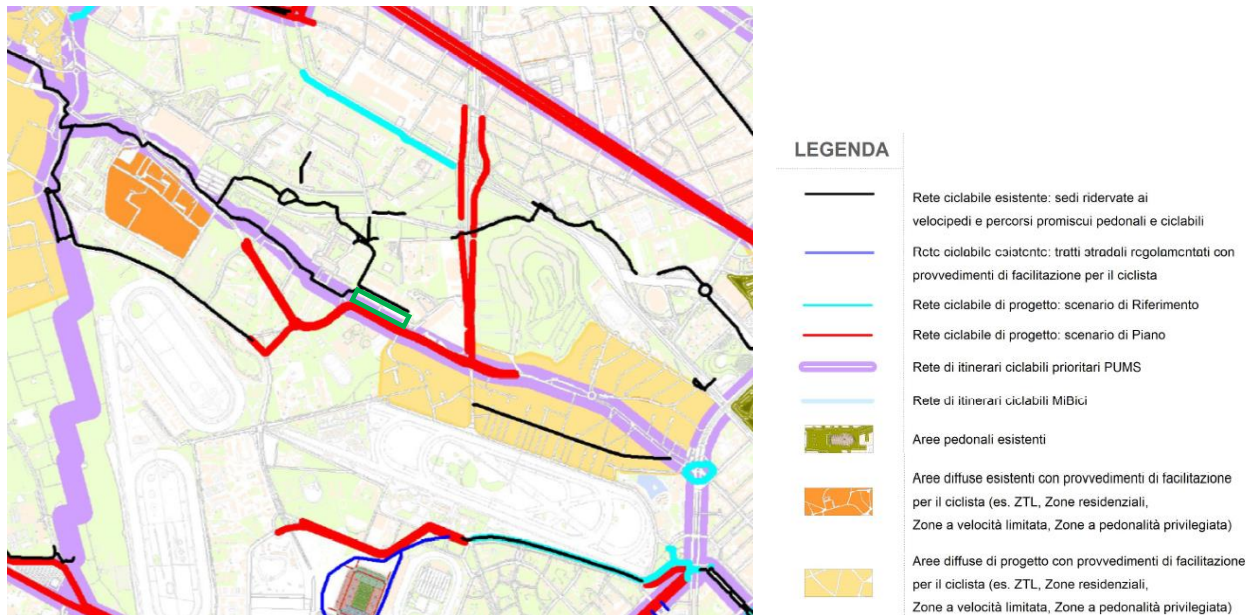 LEGENDA
Rete ciclabile esistente: sedi ridervate ai
velocipedi e percorsi promiscui pedonali e ciclabili
Rete ciclabile esistente: tratti stradali regolamentati con
provvedimenti di facilitazione per il ciclista
Rete ciclabile di progetto: scenario di Riferimento
Rete ciclabile di progetto: scenario di Piano
Rete di itinerari ciclabili prioritari PUMS
Rete di itinerari ciclabili MiBici
Aree pedonali esistenti
Aree diffuse esistenti con provvedimenti di facilitazione
per il ciclista (es. ZTL, Zone residenziali,
Zone a velocità limitata, Zone a pedonalità privilegiata)
Aree diffuse di progetto con provvedimenti di facilitazione
per il ciclista (es. ZTL, Zone residenziali,
Zone a velocità limitata, Zone a pedonalità privilegiata)